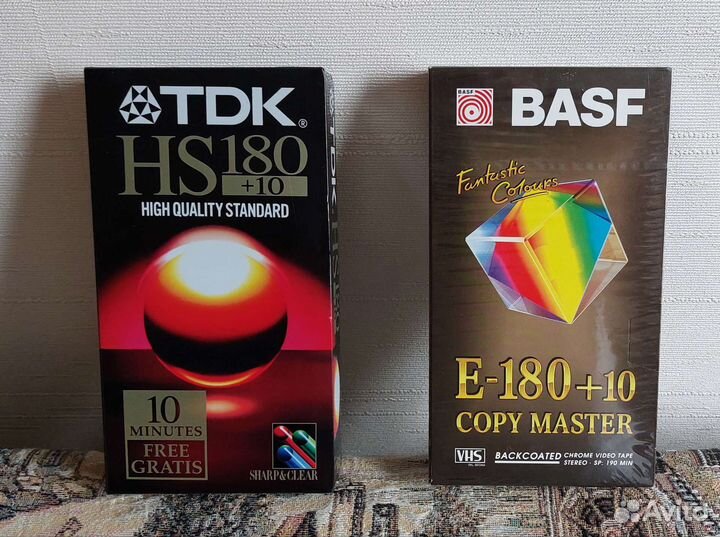 TDK®
HS180
+10
HIGH QUALITY STANDARD
10
MINUTES
FREE
GRATIS
SHARP&CLEAR
TDK
BASF
BASF
Fantastic
Colours
E-180+10
COPY MASTER
VHS
BACKCOATED CHROME VIDEO TAPE
STEREO · SP: 190 MIN
Avito